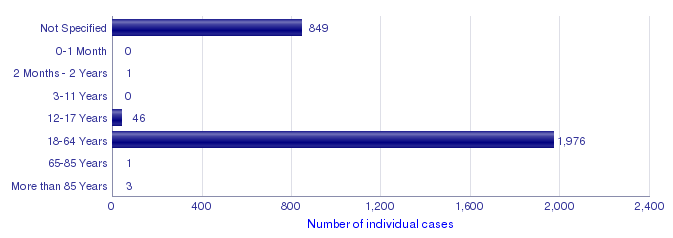 Not Specified 849
0-1 Month 0
2 Months - 2 Years 1
3-11 Years 0
12-17 Years 46
18-64 Years 1,976
65-85 Years 1
More than 85 Years 3
0 400 800 1,200 1,600 2,000 2,400
Number of individual cases